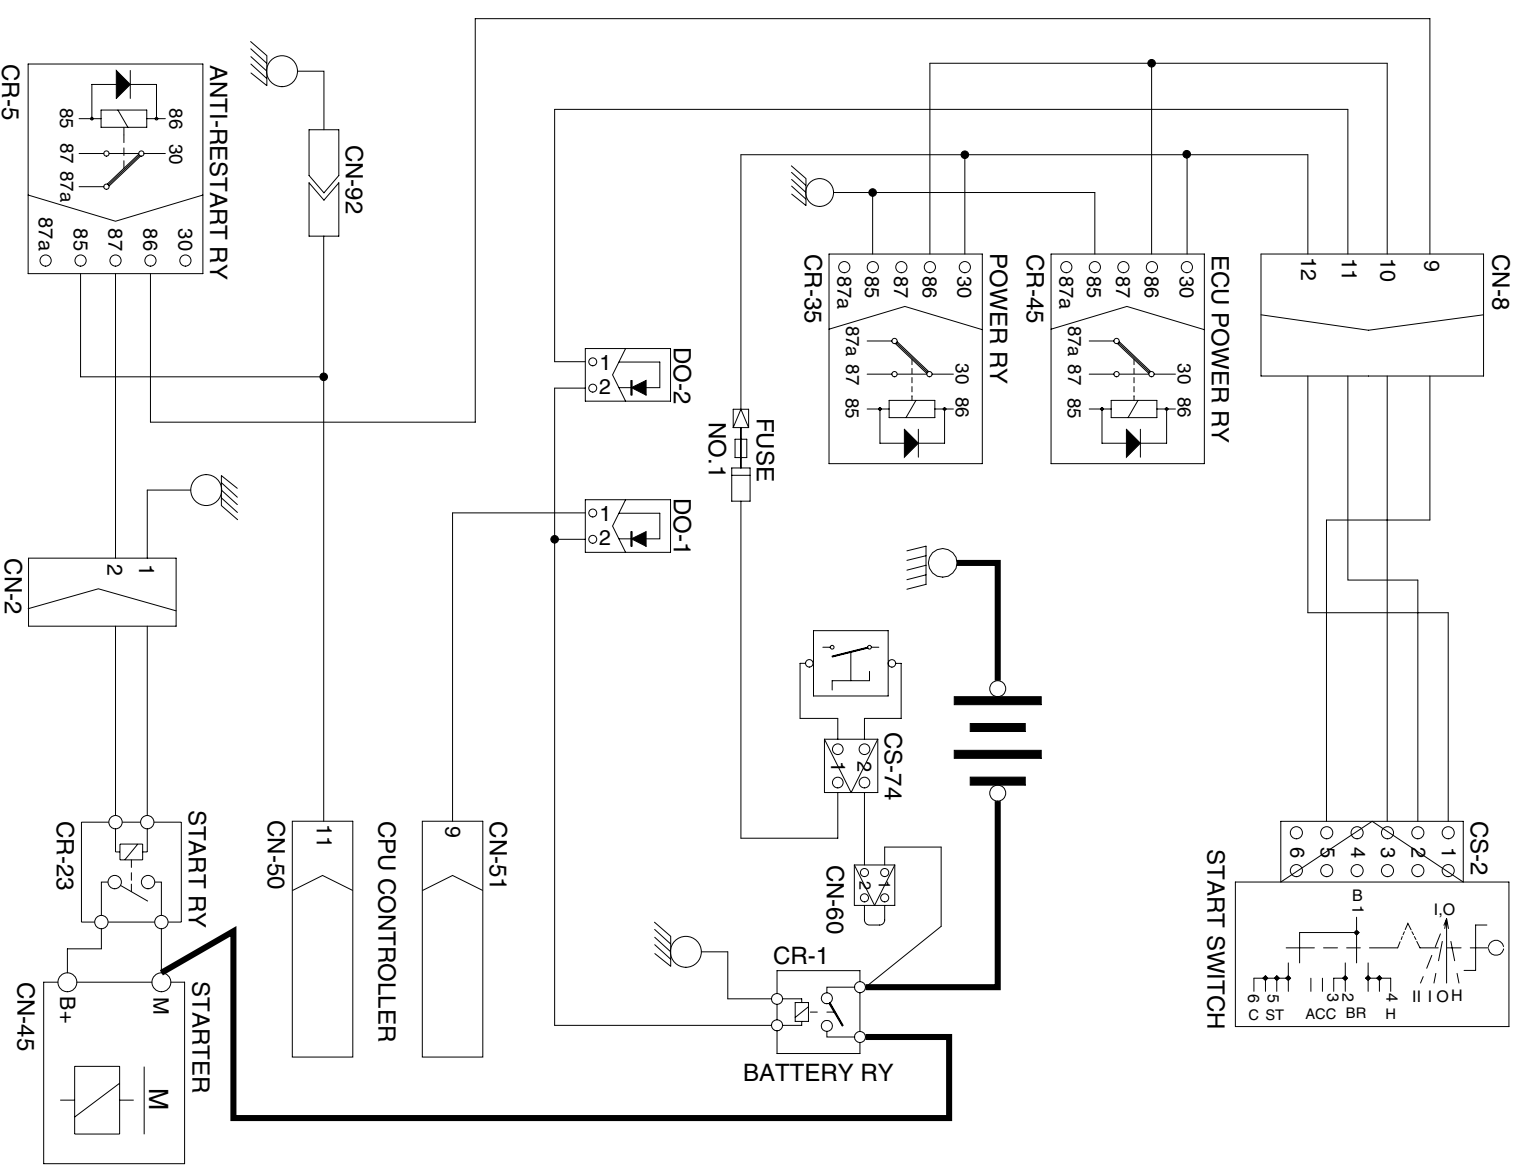 ANTI-RESTART RY
CR-5
86
85
30
87
87a
30
86
87
85
87a
CN-92
CN-8
9
10
11
12
ECU POWER RY
CR-45
30
86
87
85
87a
87a
87
30
85
86
POWER RY
CR-35
30
86
87
85
87a
87a
87
30
85
86
DO-2
1
2
FUSE
NO.1
DO-1
1
2
CN-2
1
2
CS-74
2
1
CN-60
1
2
CS-2
1
2
3
4
5
6
START SWITCH
B
1
I,O
II I O H
6
5
3
2
4
C ST
ACC BR
H
START RY
CR-23
CN-50
11
CPU CONTROLLER
CN-51
9
CR-1
BATTERY RY
STARTER
CN-45
M
B+
M